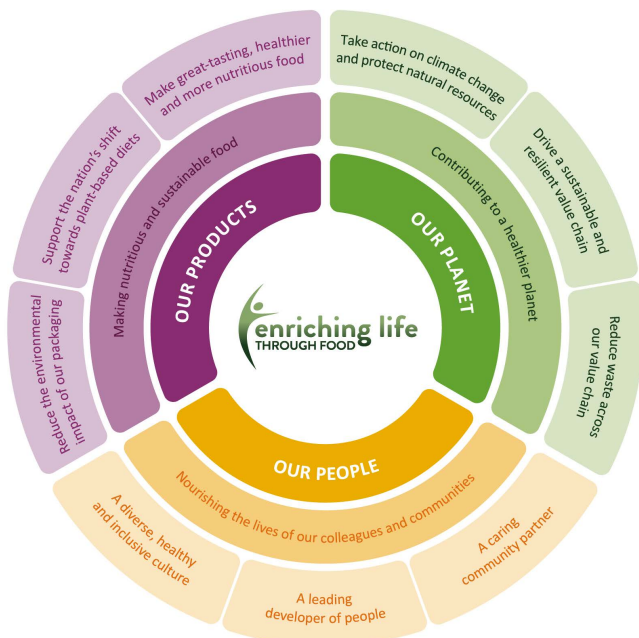 Make great-tasting, healthier
and more nutritious food
Support the nation's shift
towards plant-based diets
Reduce the environmental
impact of our packaging
Making nutritious and sustainable food
OUR PRODUCTS
Take action on climate change
and protect natural resources
Drive a sustainable and
resilient value chain
Reduce waste across
our value chain
Contributing to a healthier planet
OUR PLANET
enriching life
THROUGH FOOD
OUR PEOPLE
Nourishing the lives of our colleagues and communities
A diverse, healthy
and inclusive culture
A leading
developer of people
A caring
community partner